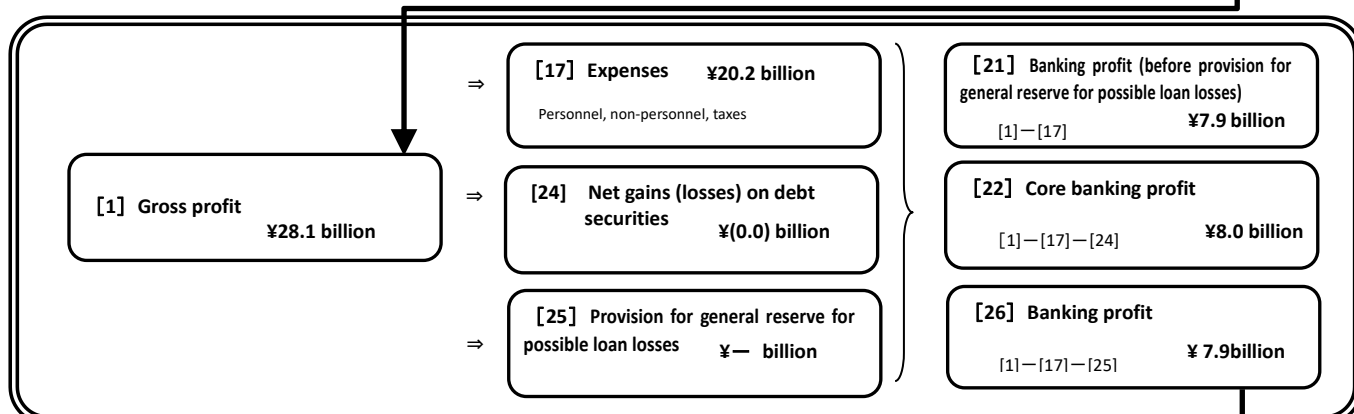 [1] Gross profit
¥28.1 billion
⇒
[17] Expenses ¥20.2 billion
Personnel, non-personnel, taxes
⇒
[24] Net gains (losses) on debt
securities ¥(0.0) billion
⇒
[25] Provision for general reserve for
possible loan losses ¥— billion
[21] Banking profit (before provision for
general reserve for possible loan losses)
[1]－[17] ¥7.9 billion
[22] Core banking profit
[1]－[17]－[24] ¥8.0 billion
[26] Banking profit
[1]－[17]－[25] ¥ 7.9billion